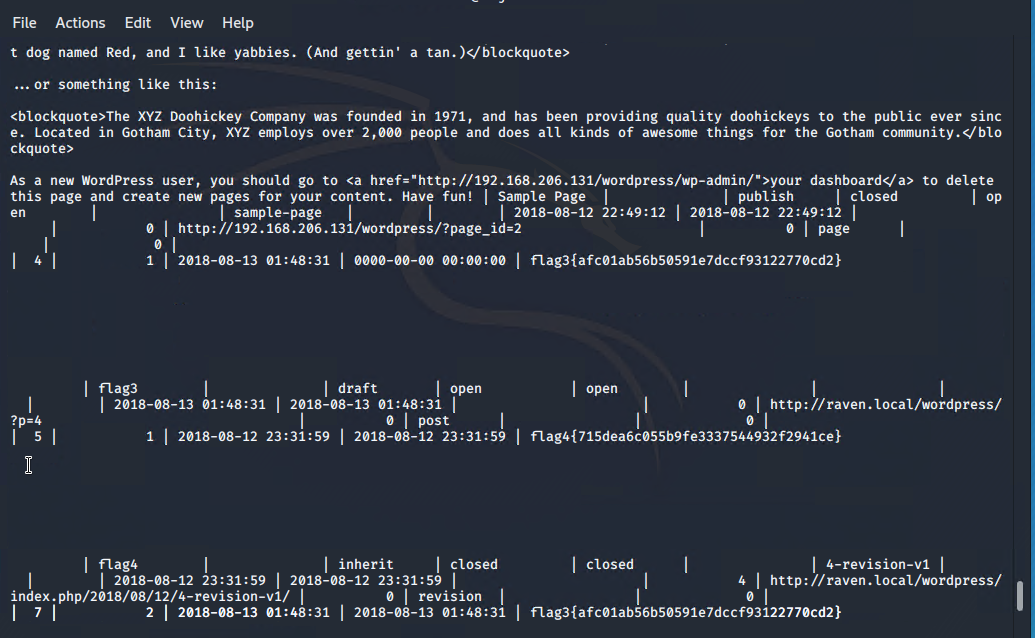 File Actions Edit View Help
t dog named Red, and I like yabbies. (And gettin' a tan.)</blockquote>
...or something like this:
<blockquote>The XYZ Doohickey Company was founded in 1971, and has been providing quality doohickeys to the public ever sinc
e. Located in Gotham City, XYZ employs over 2,000 people and does all kinds of awesome things for the Gotham community.</blo
ckquote>
As a new WordPress user, you should go to <a href="http://192.168.206.131/wordpress/wp-admin/">your dashboard</a> to delete
this page and create new pages for your content. Have fun! | Sample Page | | publish | closed | op
en | | sample-page | | | 2018-08-12 22:49:12 | 2018-08-12 22:49:12 |
| 0 | http://192.168.206.131/wordpress/?page_id=2 | 0 | page |
| 0 |
| 4 | 1 | 2018-08-13 01:48:31 | 0000-00-00 00:00:00 | flag3{afc01ab56b50591e7dccf93122770cd2}
| flag3 | | draft | open | open | | |
| | 2018-08-13 01:48:31 | 2018-08-13 01:48:31 | | 0 | http://raven.local/wordpress/
?p=4 | 0 | post | | 0 |
| 5 | 1 | 2018-08-12 23:31:59 | 2018-08-12 23:31:59 | flag4{715dea6c055b9fe3337544932f2941ce}
| flag4 | | inherit | closed | closed | | 4-revision-v1 |
| | 2018-08-12 23:31:59 | 2018-08-12 23:31:59 | | 4 | http://raven.local/wordpress/
index.php/2018/08/12/4-revision-v1/ | 0 | revision | | 0 |
| 7 | 2 | 2018-08-13 01:48:31 | 2018-08-13 01:48:31 | flag3{afc01ab56b50591e7dccf93122770cd2}